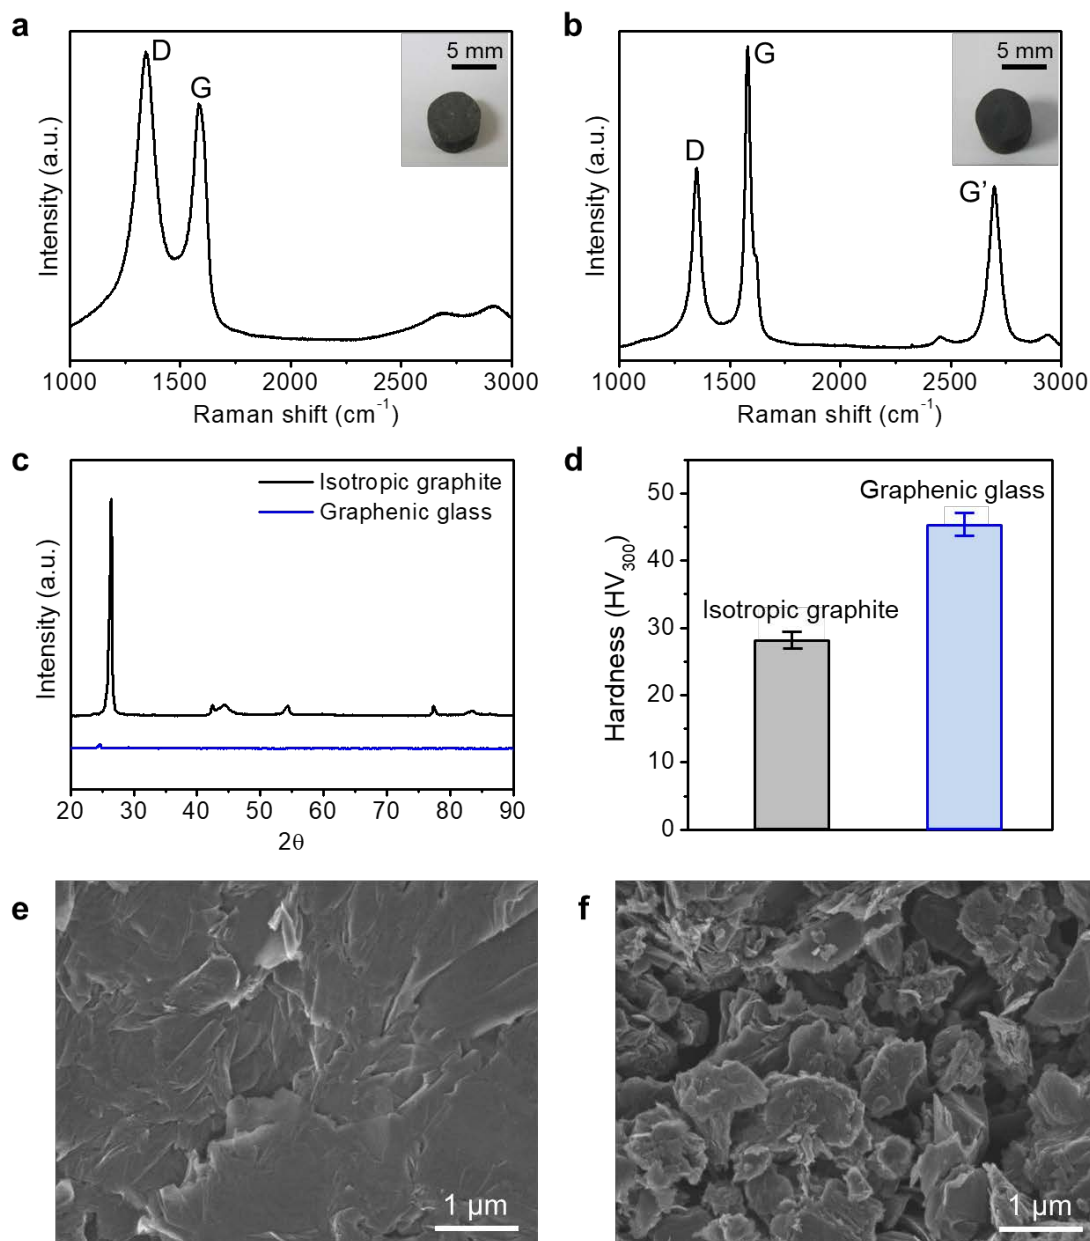 a
D
G
5 mm
Intensity (a.u.)
1000 1500 2000 2500 3000
Raman shift (cm⁻¹)
b
G
D
G’
5 mm
Intensity (a.u.)
1000 1500 2000 2500 3000
Raman shift (cm⁻¹)
c
Isotropic graphite
Graphenic glass
Intensity (a.u.)
20 30 40 50 60 70 80 90
2θ
d
Graphenic glass
Isotropic graphite
Hardness (HV₃₀₀)
50
40
30
20
10
0
e
1 μm
f
1 μm